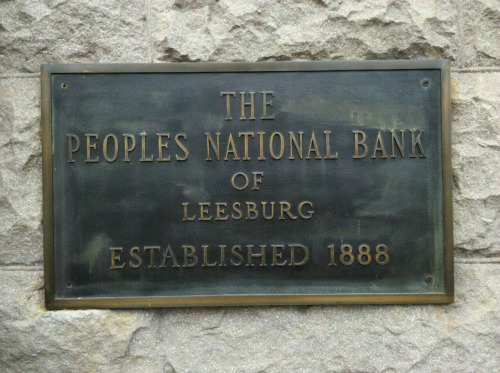 THE
PEOPLES NATIONAL BANK
OF
LEESBURG
ESTABLISHED 1888